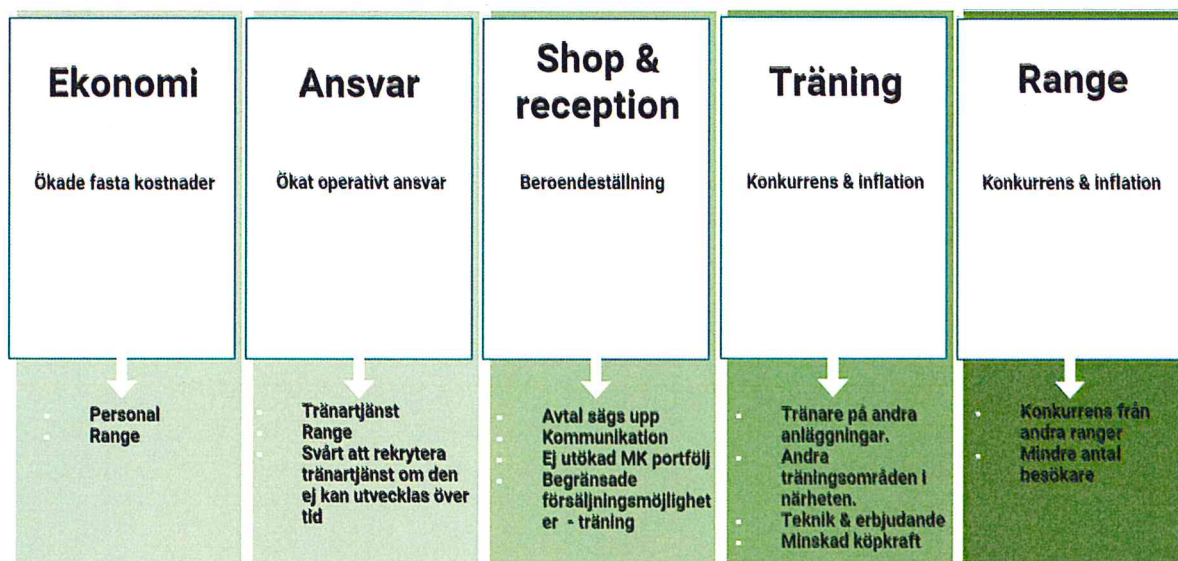 Ekonomi
Ökade fasta kostnader
Personal
Range
Ansvar
Ökat operativt ansvar
Tränartjänst
Range
Svårt att rekrytera
tränartjänst om den
ej kan utvecklas över
tid
Shop &
reception
Beroendeställning
Avtal sägs upp
Kommunikation
Ej utökad MK portfölj
Begränsade
försäljningsmöjlighet
er - träning
Träning
Konkurrens & inflation
Tränare på andra
anläggningar.
Andra
träningsområden i
närheten.
Teknik & erbjudande
Minskad köpkraft
Range
Konkurrens & inflation
Konkurrens från
andra ranger
Mindre antal
besökare